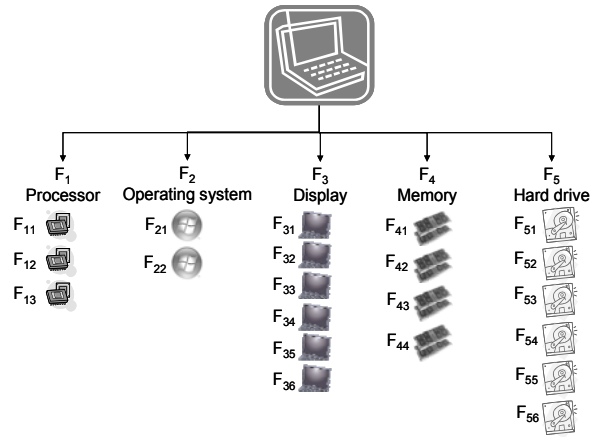 F1 F2 F3 F4 F5
Processor Operating system Display Memory Hard drive
F11 F21 F31 F41 F51
F12 F22 F32 F42 F52
F13 F33 F43 F53
F34 F44 F54
F35 F55
F36 F56